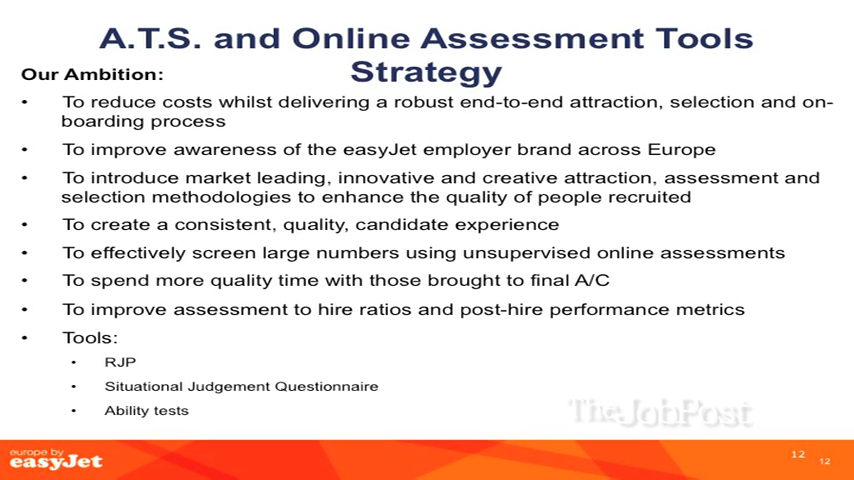 A.T.S. and Online Assessment Tools
Strategy
Our Ambition:
• To reduce costs whilst delivering a robust end-to-end attraction, selection and on-
boarding process
• To improve awareness of the easyJet employer brand across Europe
• To introduce market leading, innovative and creative attraction, assessment and
selection methodologies to enhance the quality of people recruited
• To create a consistent, quality, candidate experience
• To effectively screen large numbers using unsupervised online assessments
• To spend more quality time with those brought to final A/C
• To improve assessment to hire ratios and post-hire performance metrics
• Tools:
• RJP
• Situational Judgement Questionnaire
• Ability tests
TheJobPost
europe by
easyJet
12
12